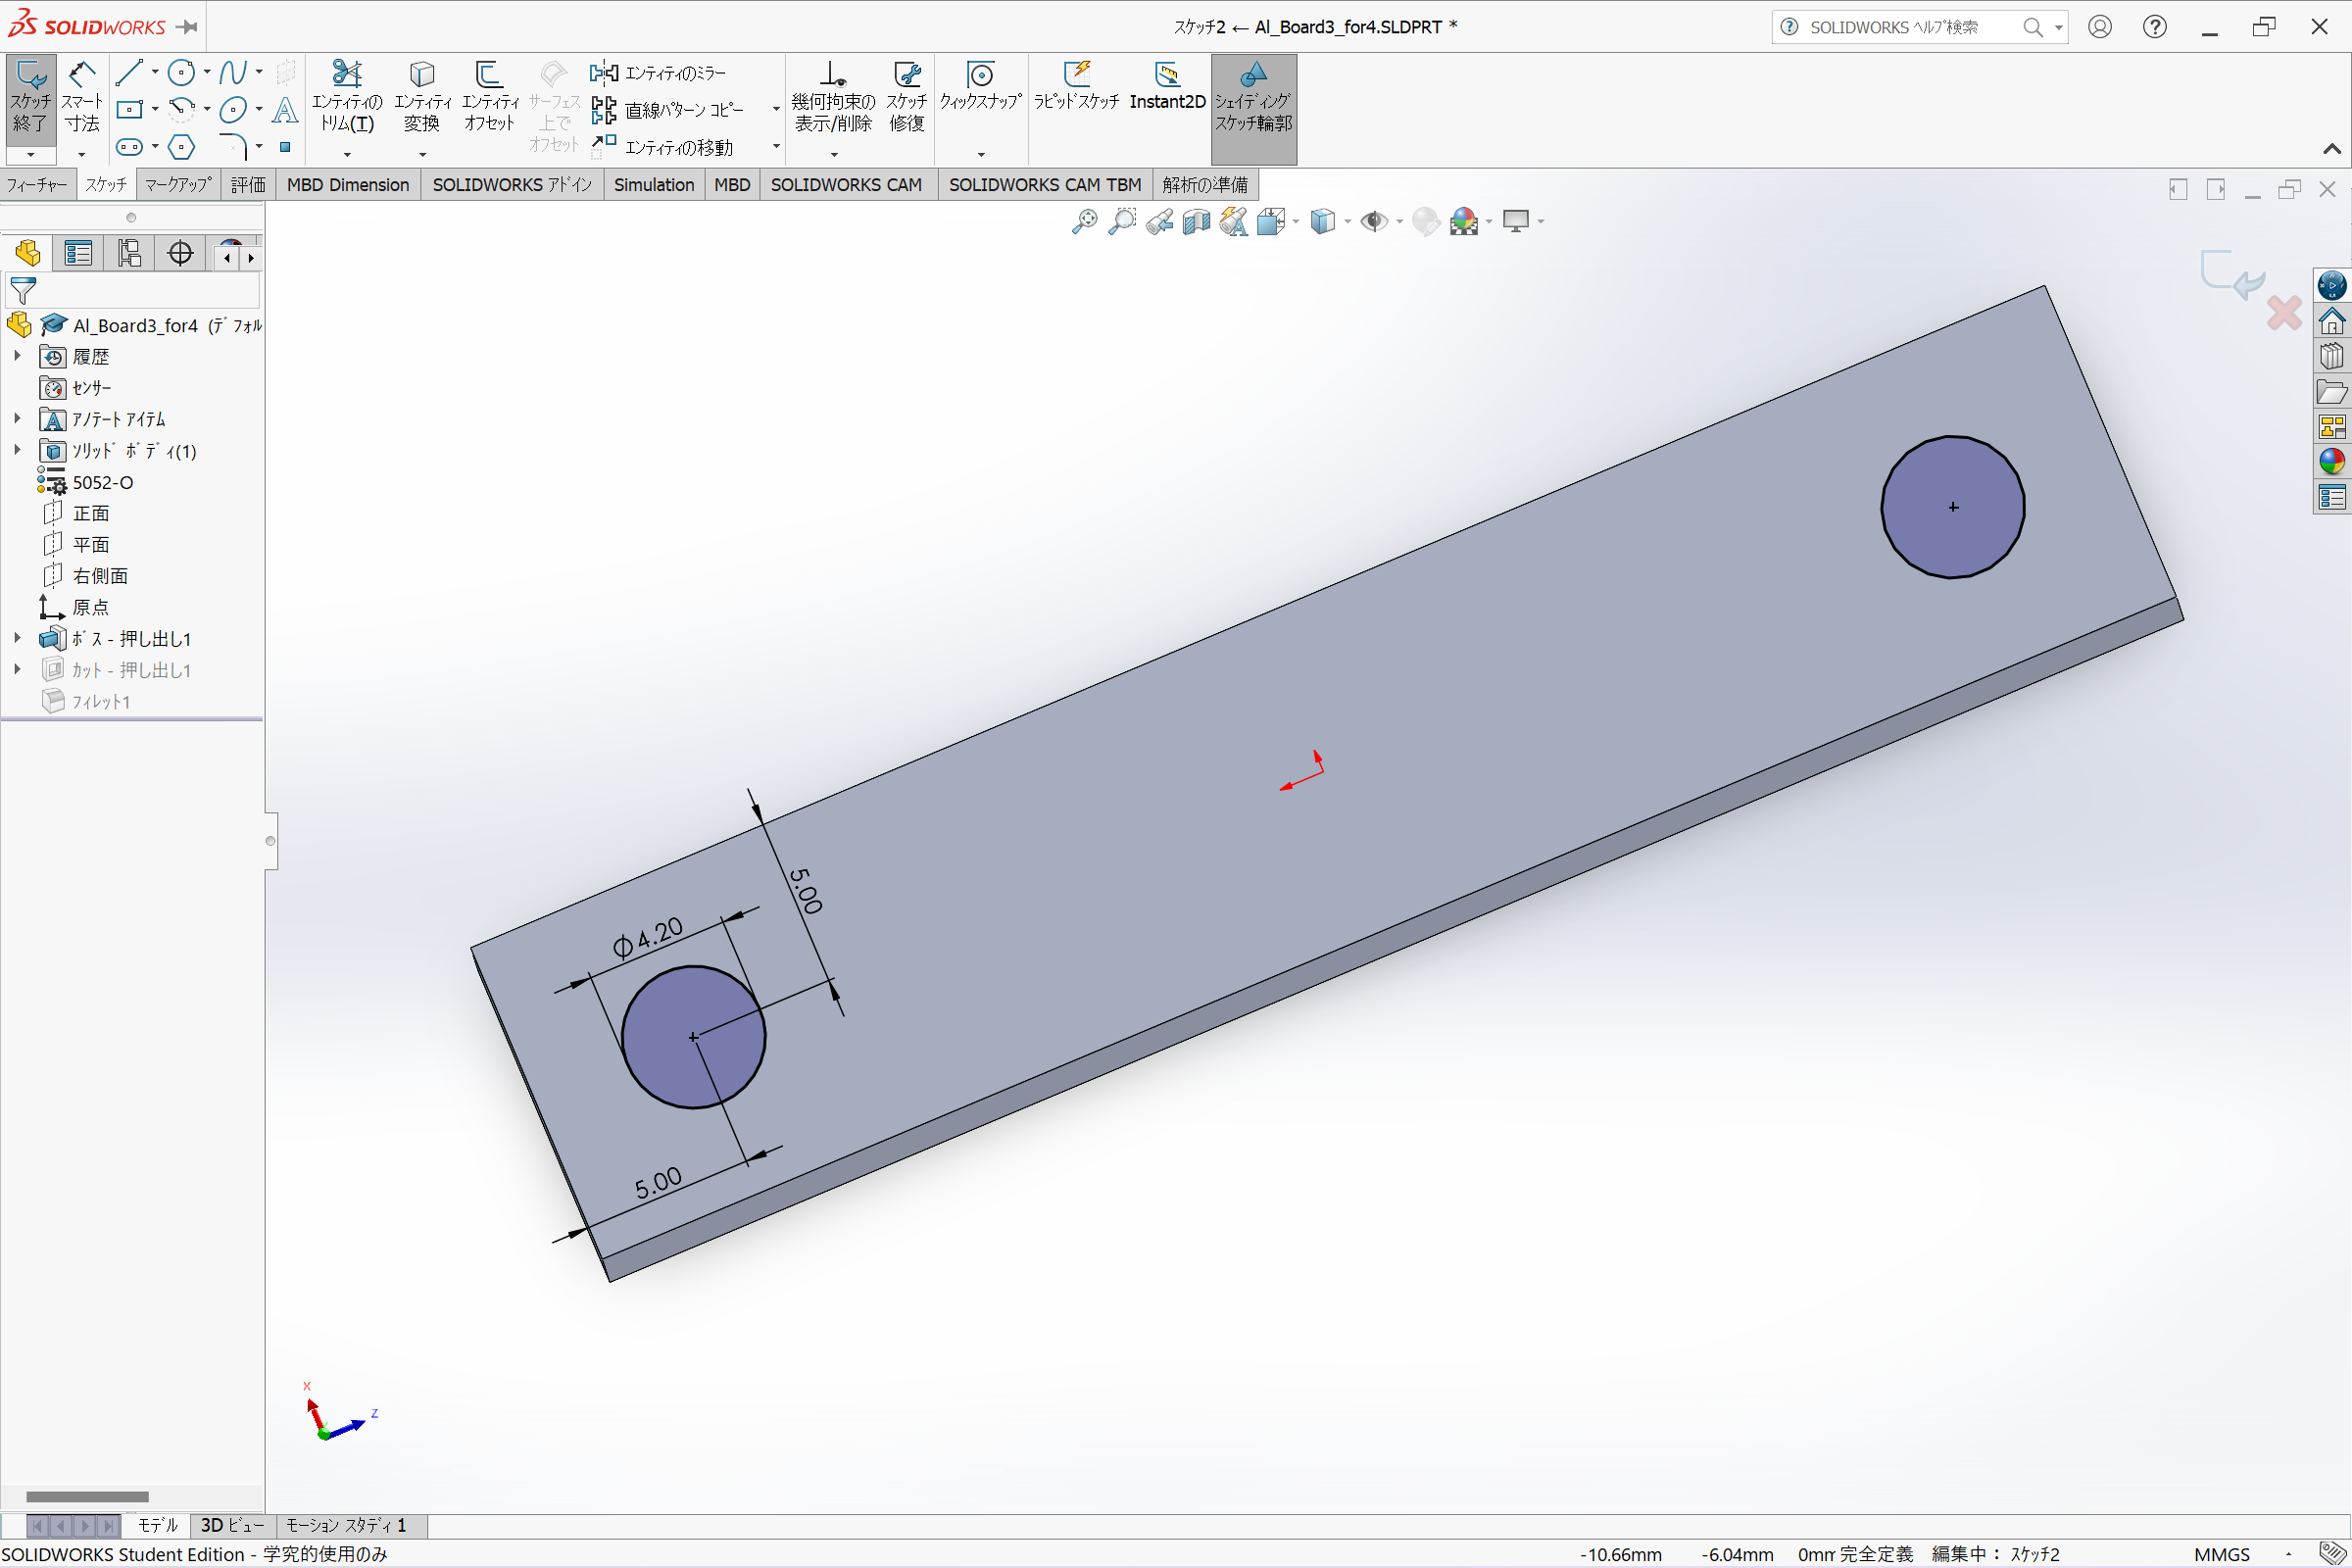 SOLIDWORKS
スケッチ2 ← Al_Board3_for4.SLDPRT *
SOLIDWORKS ヘルプ検索
スケッチ終了
スマート寸法
エンティティのトリム(T)
エンティティ変換
エンティティオフセット
サーフェス上でオフセット
エンティティのミラー
直線パターン コピー
エンティティの移動
幾何拘束の表示/削除
スケッチ修復
クィックスナップ
ラピッドスケッチ
Instant2D
シェイディングスケッチ輪郭
フィーチャー
スケッチ
マークアップ
評価
MBD Dimension
SOLIDWORKS アドイン
Simulation
MBD
SOLIDWORKS CAM
SOLIDWORKS CAM TBM
解析の準備
Al_Board3_for4 (デフォル
履歴
センサー
アノテート アイテム
ソリッド ボディ(1)
5052-O
正面
平面
右側面
原点
ボス - 押し出し1
カット - 押し出し1
フィレット1
5.00
Φ4.20
5.00
X
Z
モデル
3D ビュー
モーション スタディ 1
SOLIDWORKS Student Edition - 学究的使用のみ
-10.66mm
-6.04mm
0mm
完全定義
編集中： スケッチ2
MMGS